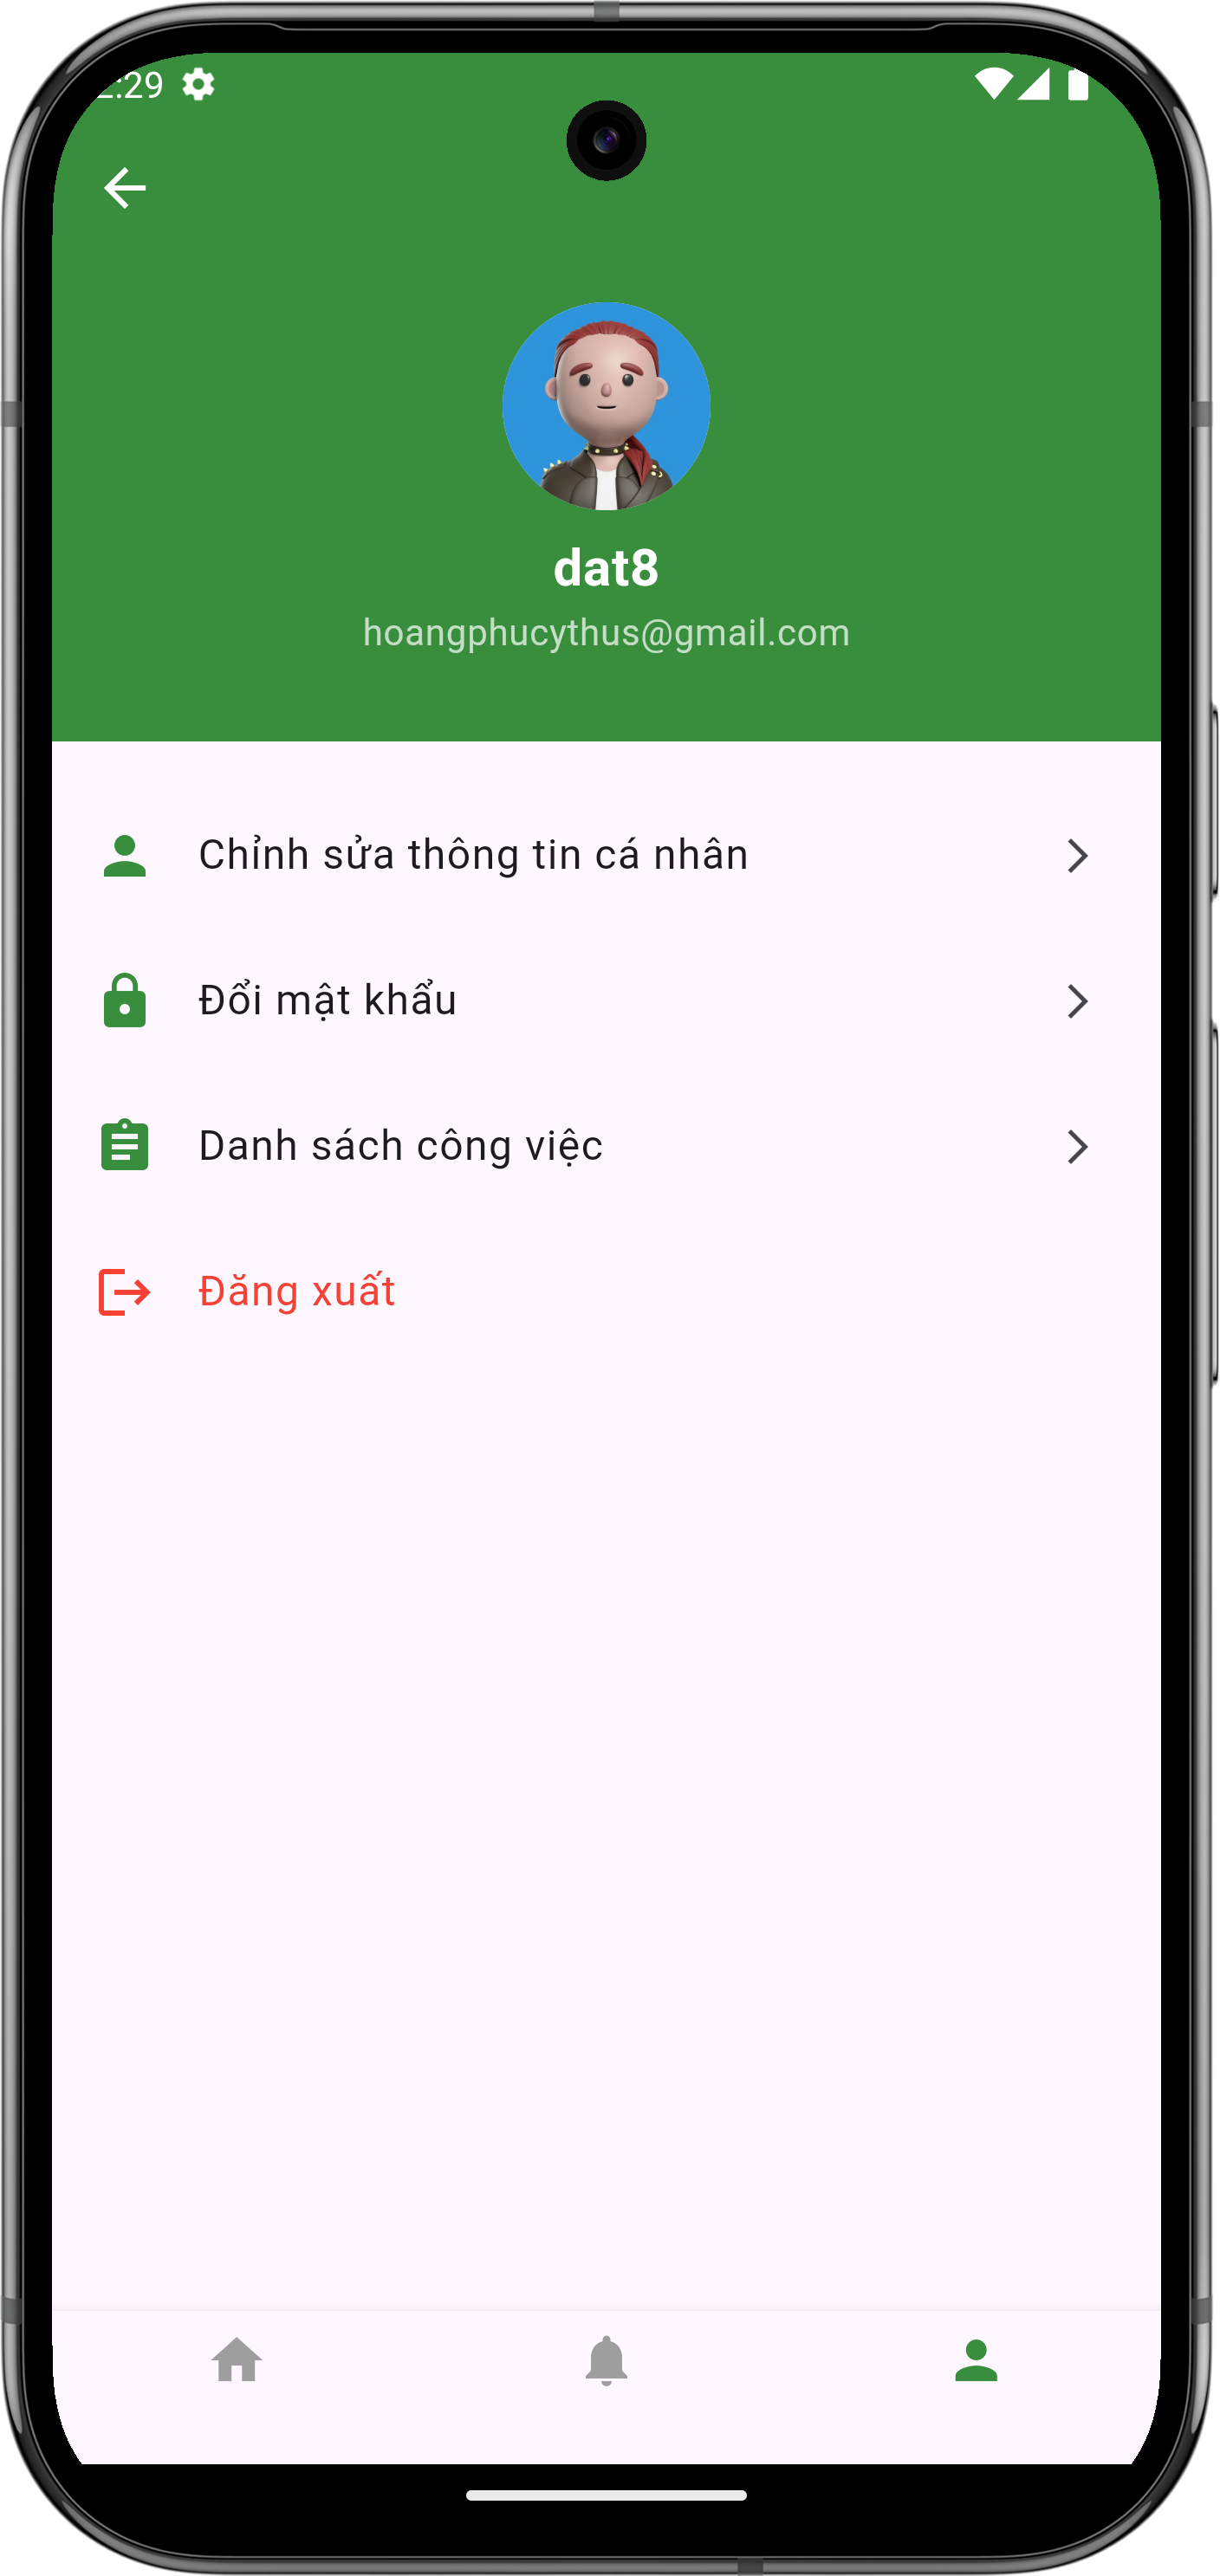 :29
dat8
hoangphucythus@gmail.com
Chỉnh sửa thông tin cá nhân
Đổi mật khẩu
Danh sách công việc
Đăng xuất